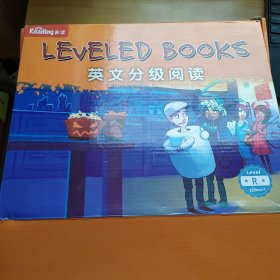 Reading a-z
LEVELED BOOKS
英文分级阅读
Level
R